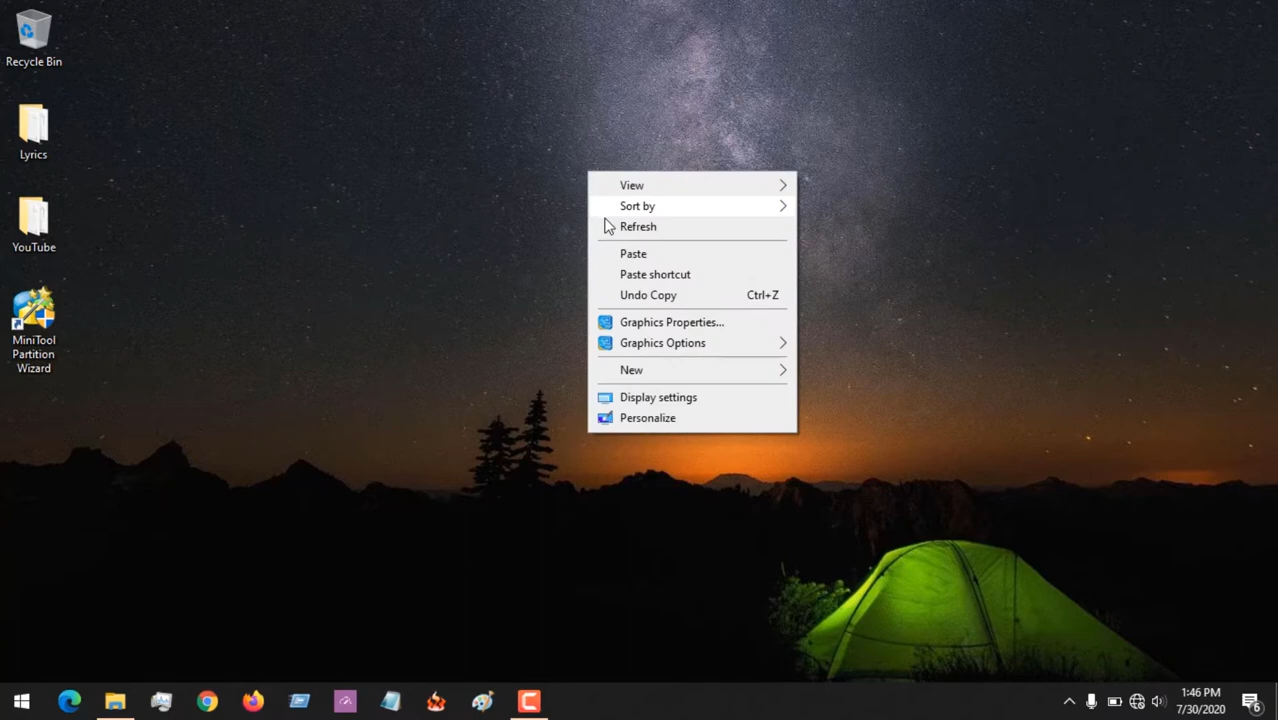 Recycle Bin
Lyrics
YouTube
MiniTool
Partition
Wizard
View
Sort by
Refresh
Paste
Paste shortcut
Undo Copy Ctrl+Z
Graphics Properties...
Graphics Options
New
Display settings
Personalize
1:46 PM
7/30/2020
6